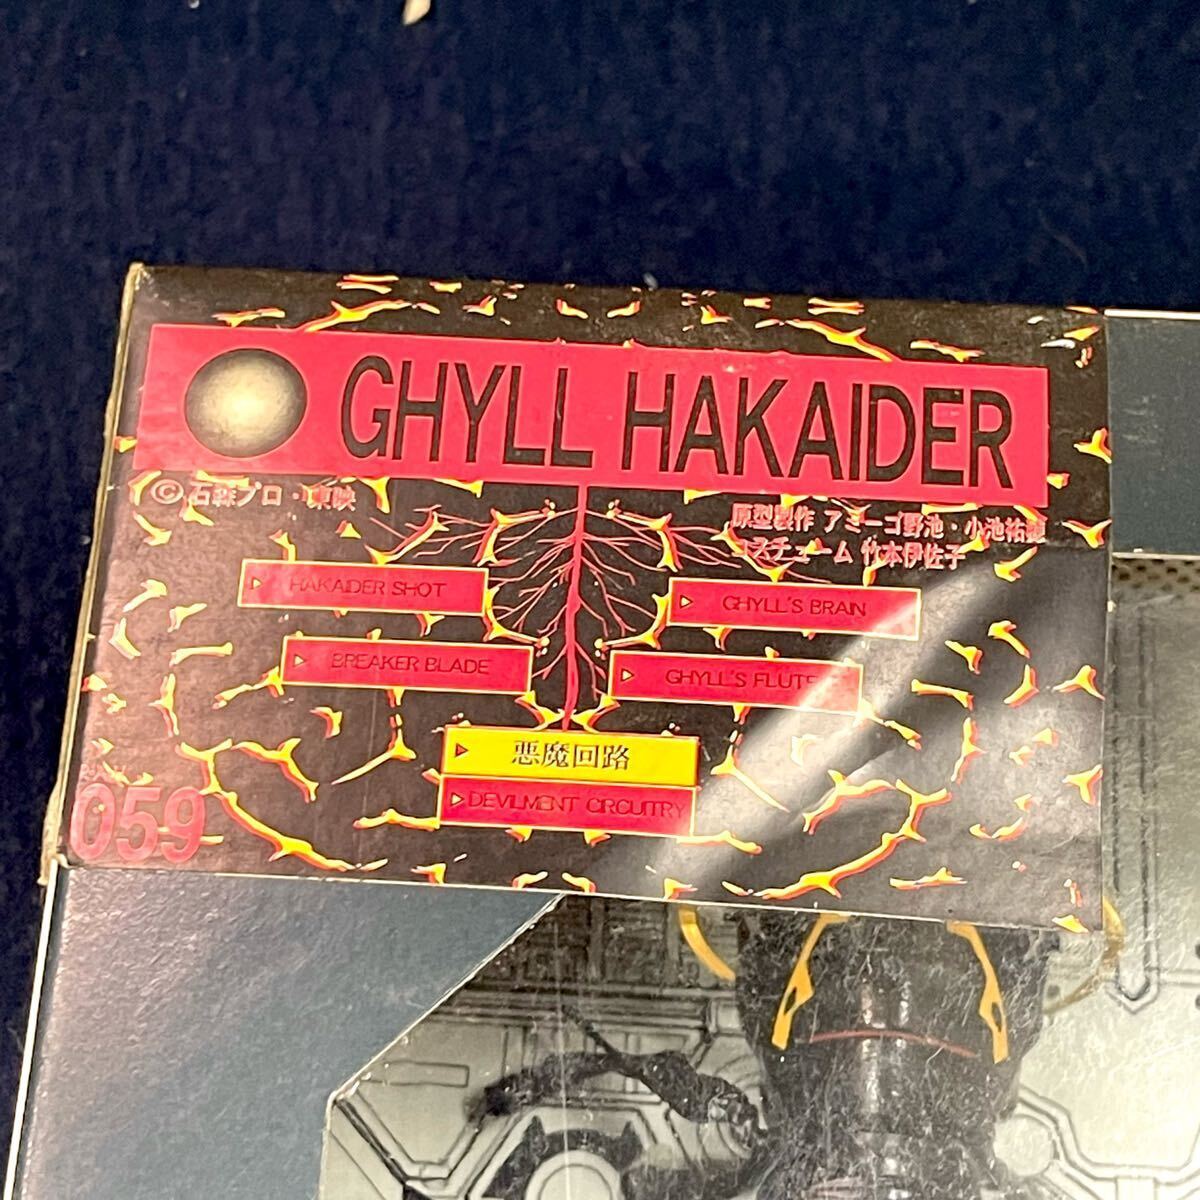 GHYLL HAKAIDER
©石森プロ・東映
原型製作 アミーゴ野池・小池祐穂
コスチューム 竹本伊佐子
HAKAIDER SHOT
GHYLL'S BRAIN
BREAKER BLADE
GHYLL'S FLUTE
悪魔回路
DEVILMENT CIRCUITRY
059